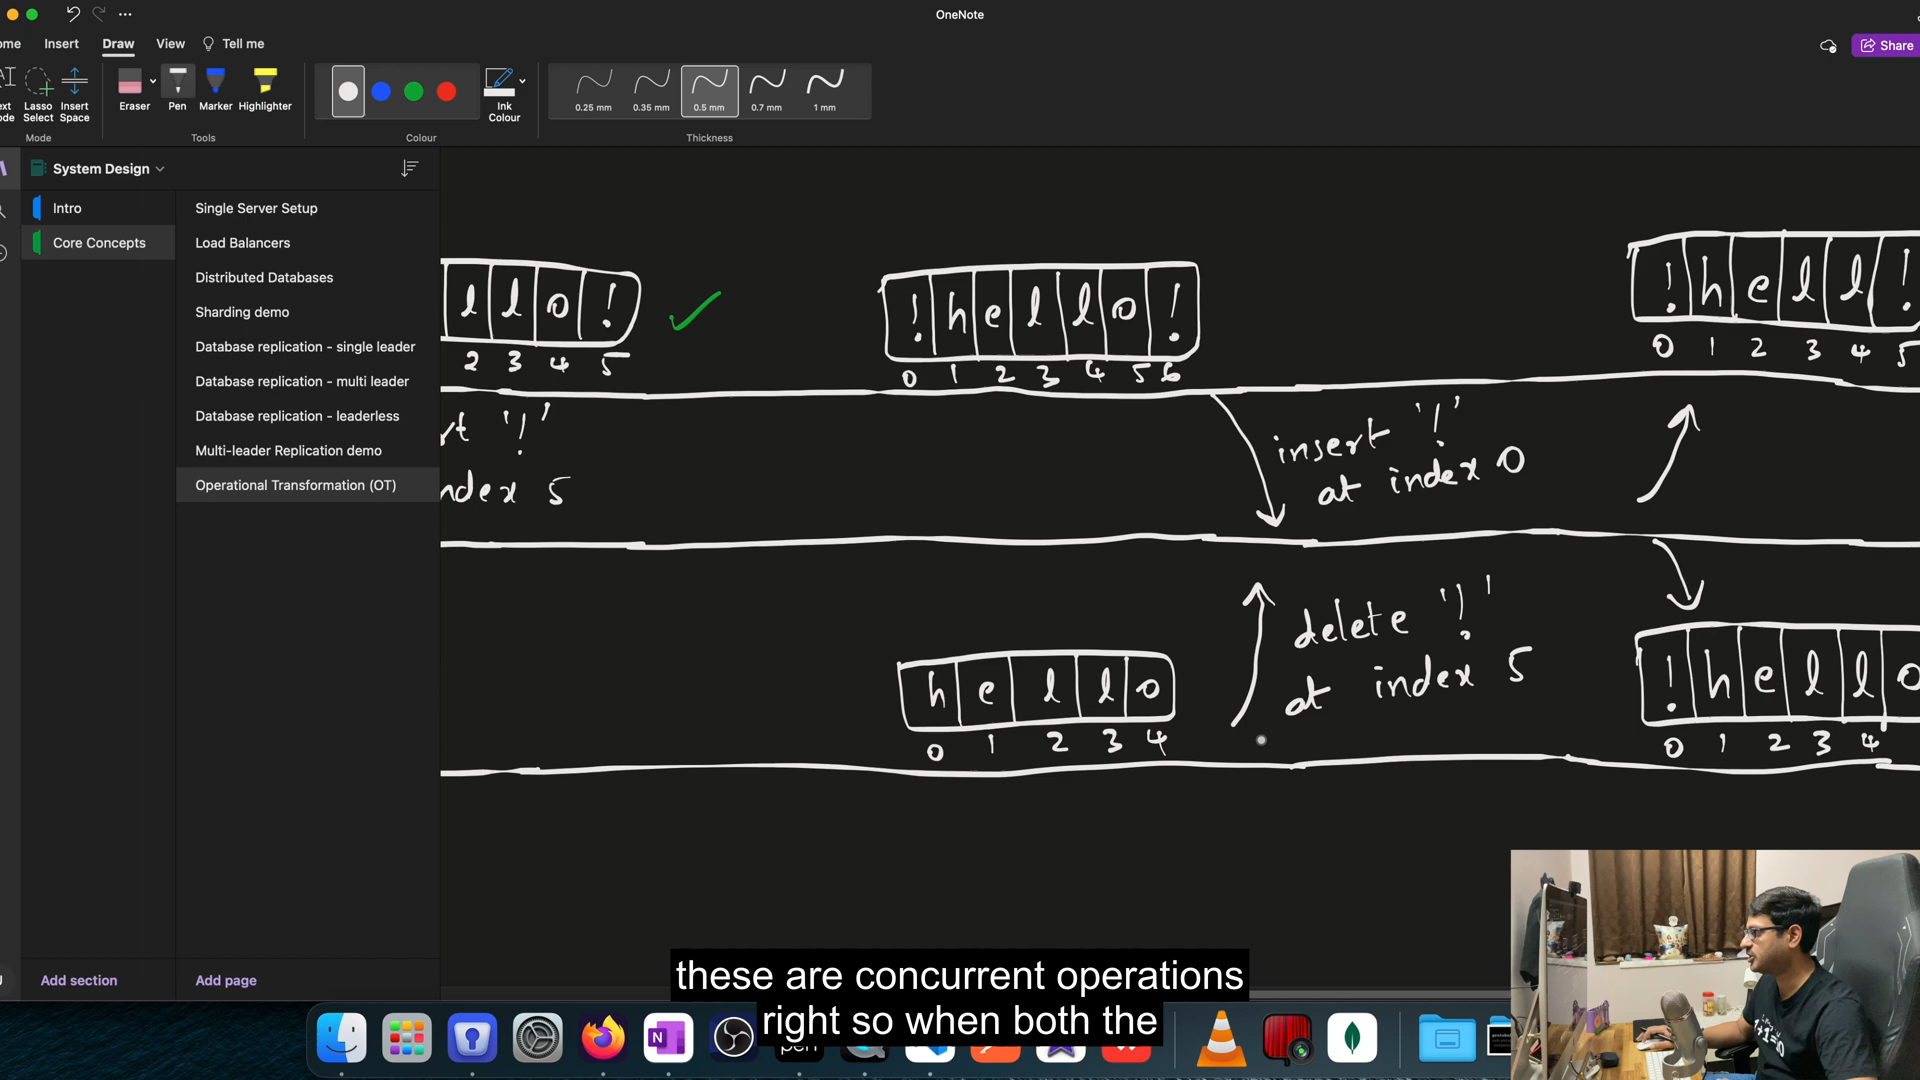 OneNote
ome Insert Draw View Tell me
Share
ext
ode
Lasso
Select
Insert
Space
Eraser
Pen
Marker
Highlighter
Ink
Colour
0.25 mm
0.35 mm
0.5 mm
0.7 mm
1 mm
Mode
Tools
Colour
Thickness
System Design
Intro
Core Concepts
Single Server Setup
Load Balancers
Distributed Databases
Sharding demo
Database replication - single leader
Database replication - multi leader
Database replication - leaderless
Multi-leader Replication demo
Operational Transformation (OT)
Add section
Add page
l l o !
2 3 4 5
! h e l l o !
0 1 2 3 4 5 6
! h e l l !
0 1 2 3 4 5
rt '!'
ndex 5
insert '!'
at index 0
delete '!'
at index 5
h e l l o
0 1 2 3 4
! h e l l o
0 1 2 3 4
these are concurrent operations
right so when both the
pen